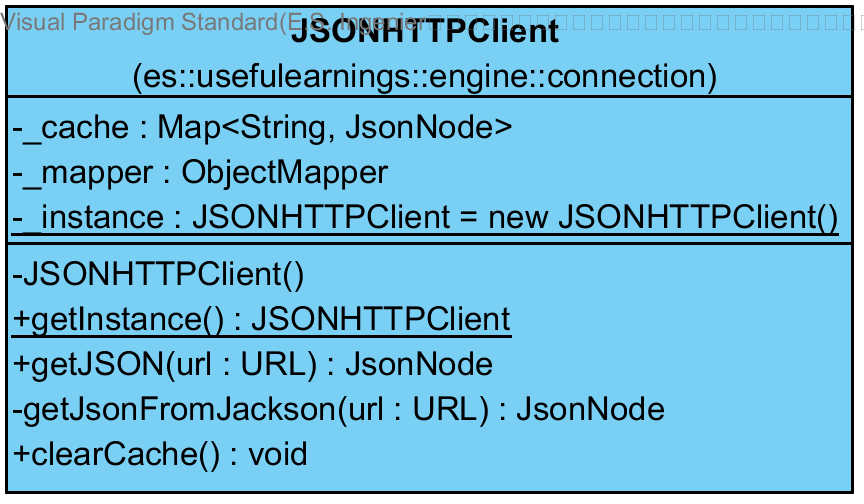 Visual Paradigm Standard(E.S. Ingenier
JSONHTTPClient
(es::usefulearnings::engine::connection)
-_cache : Map<String, JsonNode>
-_mapper : ObjectMapper
-_instance : JSONHTTPClient = new JSONHTTPClient()
-JSONHTTPClient()
+getInstance() : JSONHTTPClient
+getJSON(url : URL) : JsonNode
-getJsonFromJackson(url : URL) : JsonNode
+clearCache() : void